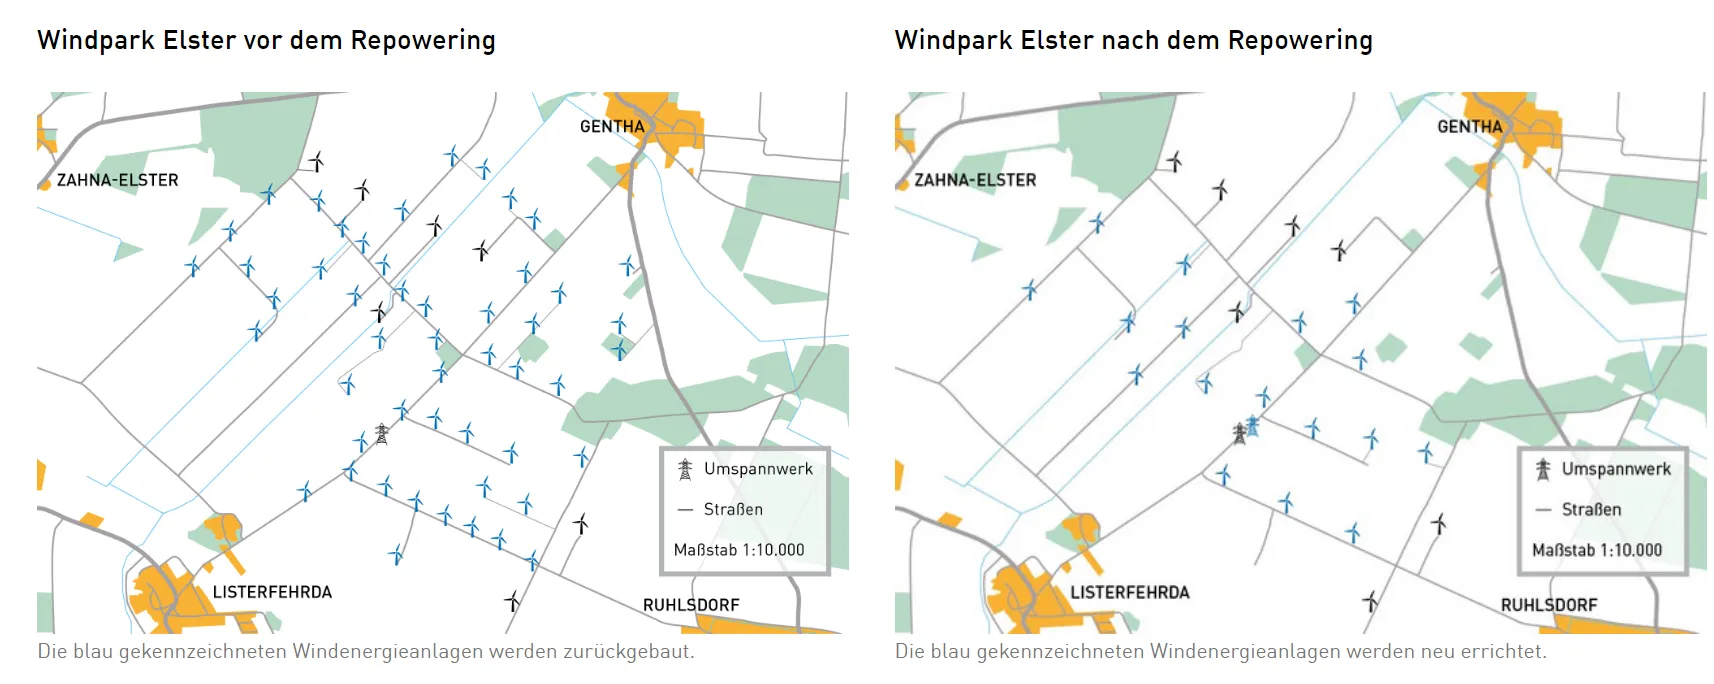 Windpark Elster vor dem Repowering
GENTHA
ZAHNA-ELSTER
Umspannwerk
Straßen
Maßstab 1:10.000
LISTERFEHRDA
RUHLSDORF
Die blau gekennzeichneten Windenergieanlagen werden zurückgebaut.
Windpark Elster nach dem Repowering
GENTHA
ZAHNA-ELSTER
Umspannwerk
Straßen
Maßstab 1:10.000
LISTERFEHRDA
RUHLSDORF
Die blau gekennzeichneten Windenergieanlagen werden neu errichtet.